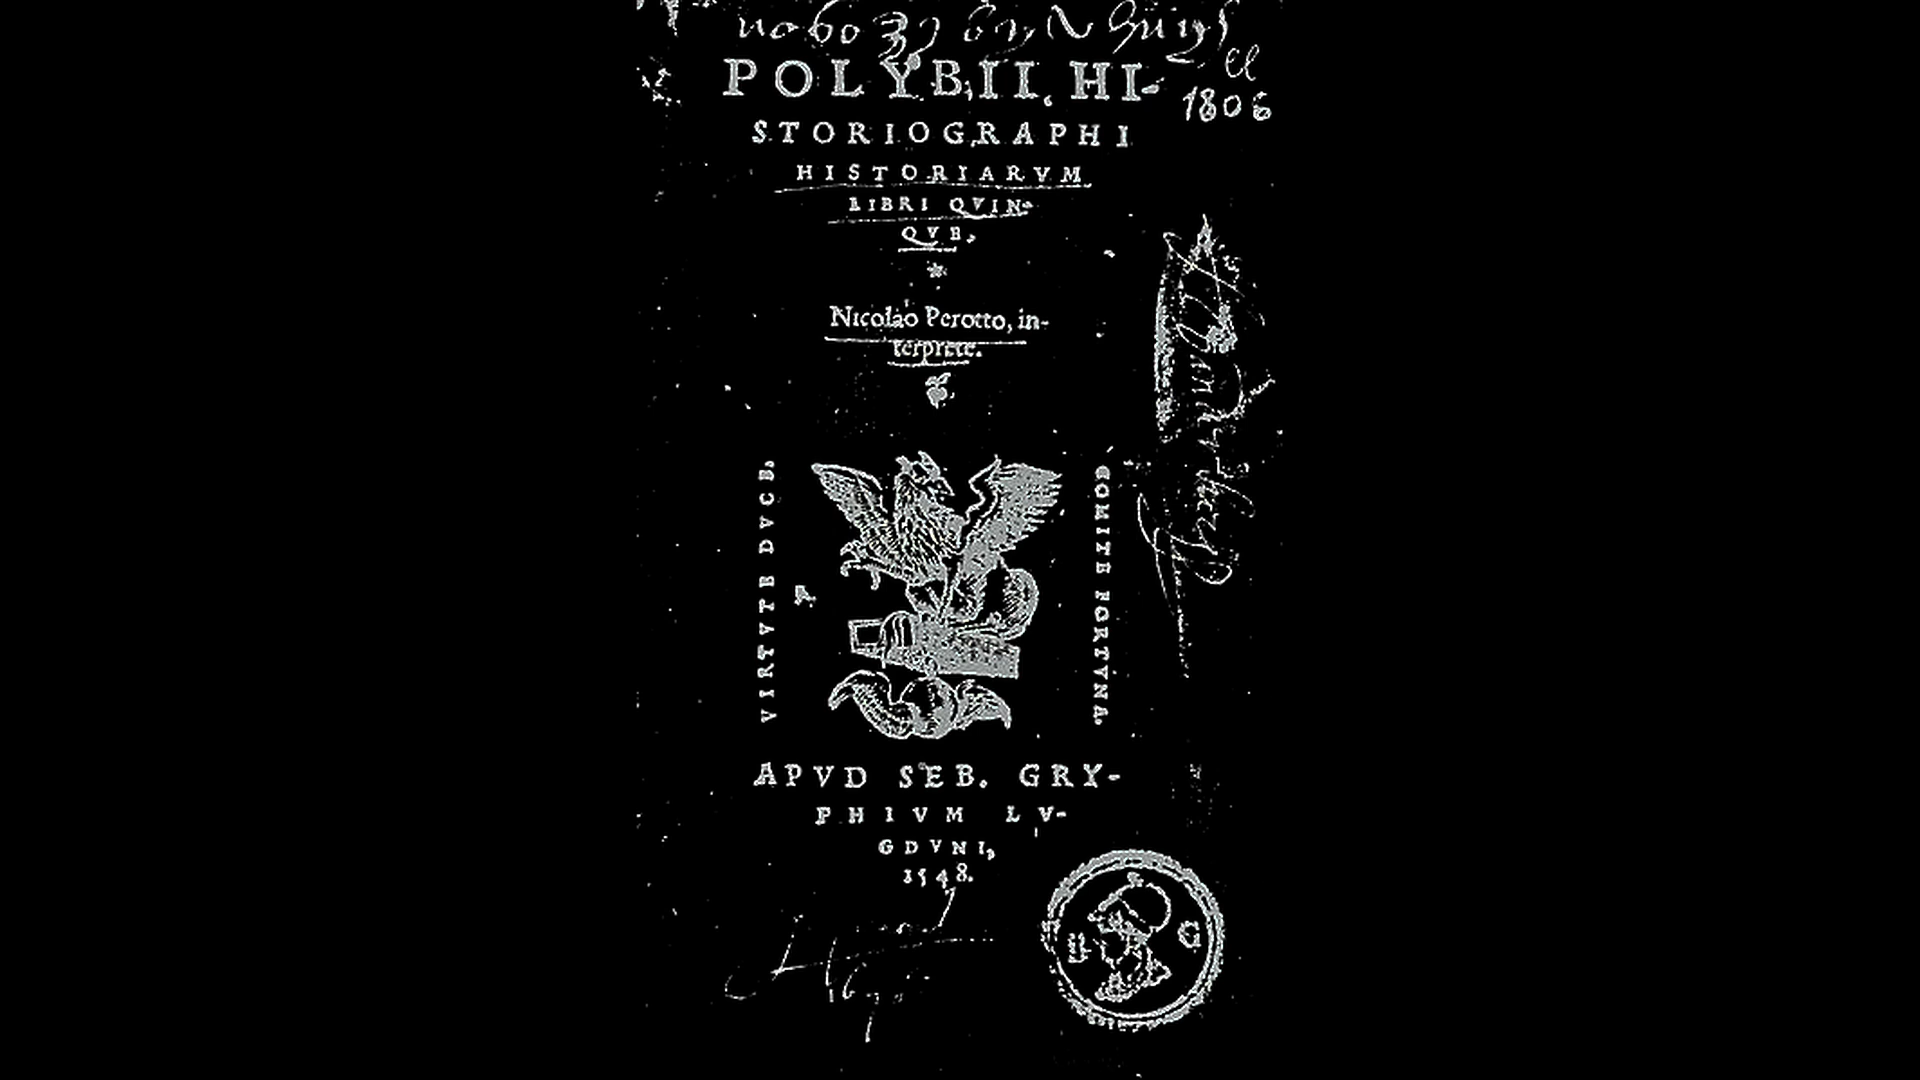 POLYBII, HI-
STORIOGRAPHI
HISTORIARVM
LIBRI QVIN-
QVE,
Nicolao Perotto, in-
terprete.
VIRTVTE DVCE,
COMITE FORTVNA.
APVD SEB. GRY-
PHIVM LV-
GDVNI,
1548.
1806
G